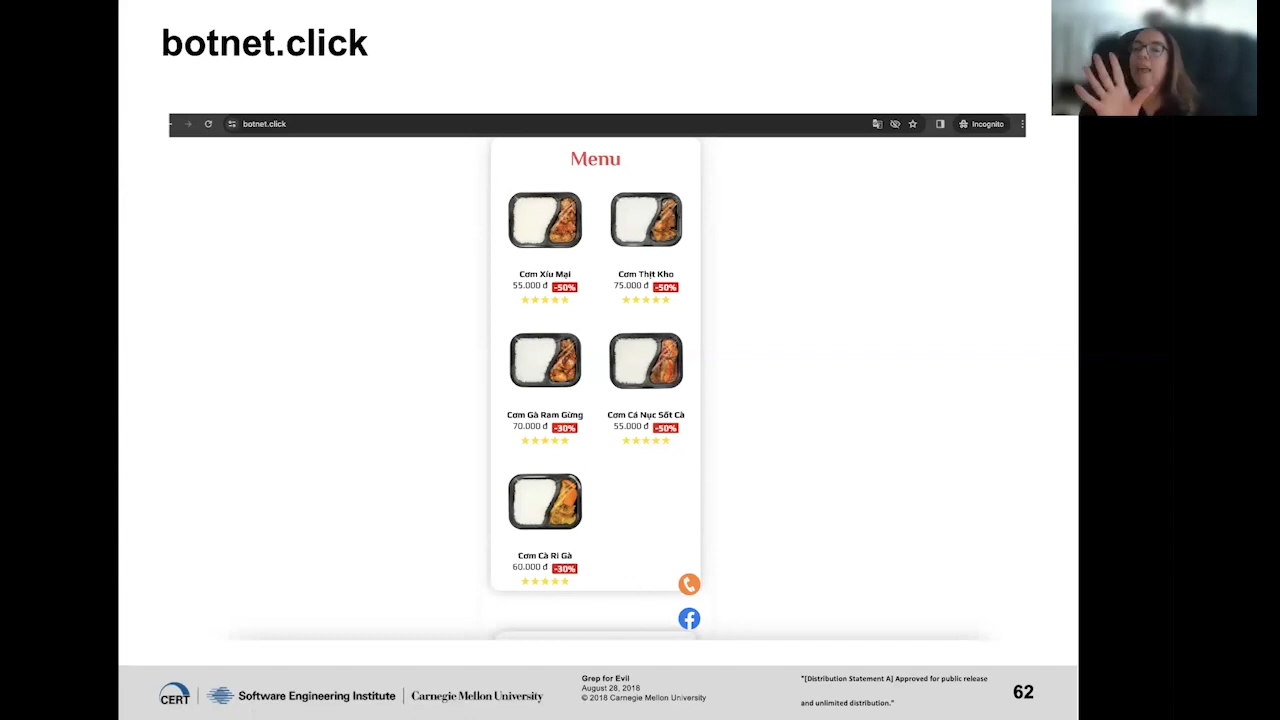 botnet.click
botnet.click
Incognito
Menu
Cơm Xíu Mại
55.000 đ -50%
Cơm Thịt Kho
75.000 đ -50%
Cơm Gà Ram Gừng
70.000 đ -30%
Cơm Cá Nục Sốt Cà
55.000 đ -50%
Cơm Cà Ri Gà
60.000 đ -30%
CERT
Software Engineering Institute
Carnegie Mellon University
Grep for Evil
August 28, 2018
© 2018 Carnegie Mellon University
"[Distribution Statement A] Approved for public release
and unlimited distribution."
62